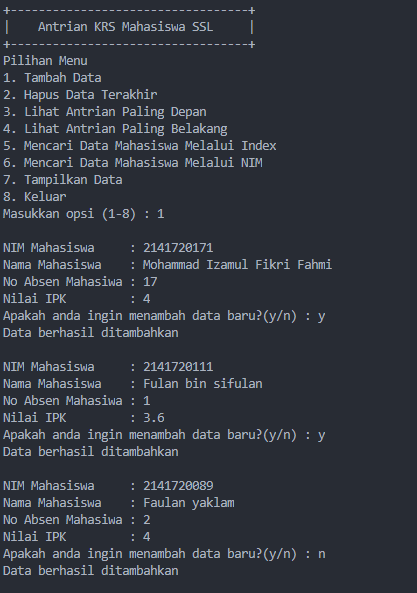 +----------------------------------+
|    Antrian KRS Mahasiswa SSL     |
+----------------------------------+
Pilihan Menu
1. Tambah Data
2. Hapus Data Terakhir
3. Lihat Antrian Paling Depan
4. Lihat Antrian Paling Belakang
5. Mencari Data Mahasiswa Melalui Index
6. Mencari Data Mahasiswa Melalui NIM
7. Tampilkan Data
8. Keluar
Masukkan opsi (1-8) : 1
NIM Mahasiswa     : 2141720171
Nama Mahasiswa    : Mohammad Izamul Fikri Fahmi
No Absen Mahasiwa : 17
Nilai IPK         : 4
Apakah anda ingin menambah data baru?(y/n) : y
Data berhasil ditambahkan
NIM Mahasiswa     : 2141720111
Nama Mahasiswa    : Fulan bin sifulan
No Absen Mahasiwa : 1
Nilai IPK         : 3.6
Apakah anda ingin menambah data baru?(y/n) : y
Data berhasil ditambahkan
NIM Mahasiswa     : 2141720089
Nama Mahasiswa    : Faulan yaklam
No Absen Mahasiwa : 2
Nilai IPK         : 4
Apakah anda ingin menambah data baru?(y/n) : n
Data berhasil ditambahkan